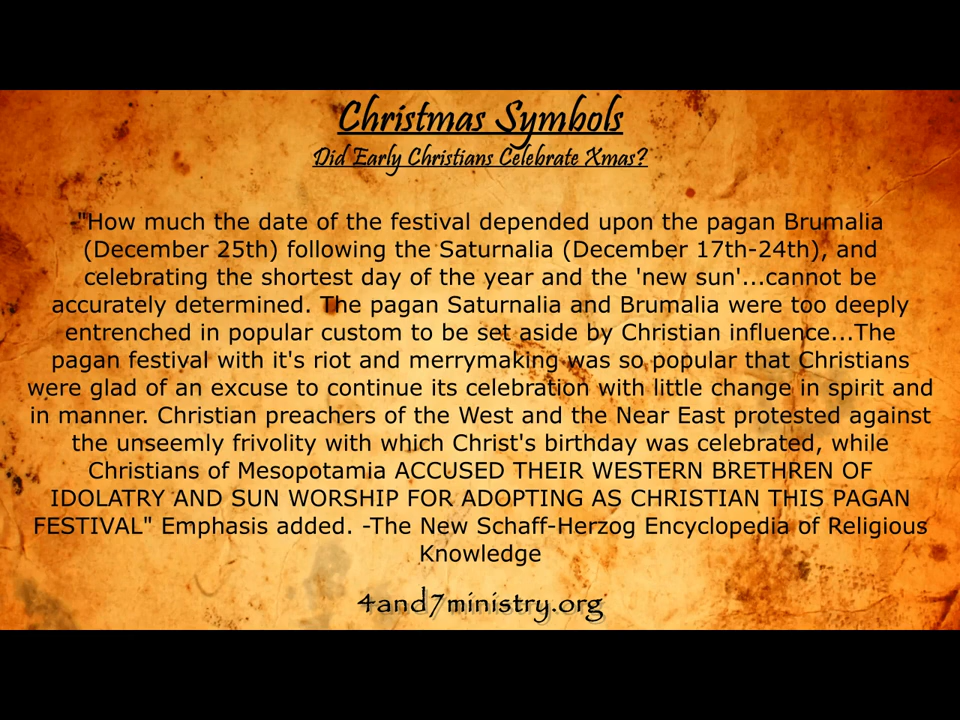 Christmas Symbols
Did Early Christians Celebrate Xmas?
"How much the date of the festival depended upon the pagan Brumalia
(December 25th) following the Saturnalia (December 17th-24th), and
celebrating the shortest day of the year and the 'new sun'...cannot be
accurately determined. The pagan Saturnalia and Brumalia were too deeply
entrenched in popular custom to be set aside by Christian influence...The
pagan festival with it's riot and merrymaking was so popular that Christians
were glad of an excuse to continue its celebration with little change in spirit and
in manner. Christian preachers of the West and the Near East protested against
the unseemly frivolity with which Christ's birthday was celebrated, while
Christians of Mesopotamia ACCUSED THEIR WESTERN BRETHREN OF
IDOLATRY AND SUN WORSHIP FOR ADOPTING AS CHRISTIAN THIS PAGAN
FESTIVAL" Emphasis added. -The New Schaff-Herzog Encyclopedia of Religious
Knowledge
4and7ministry.org